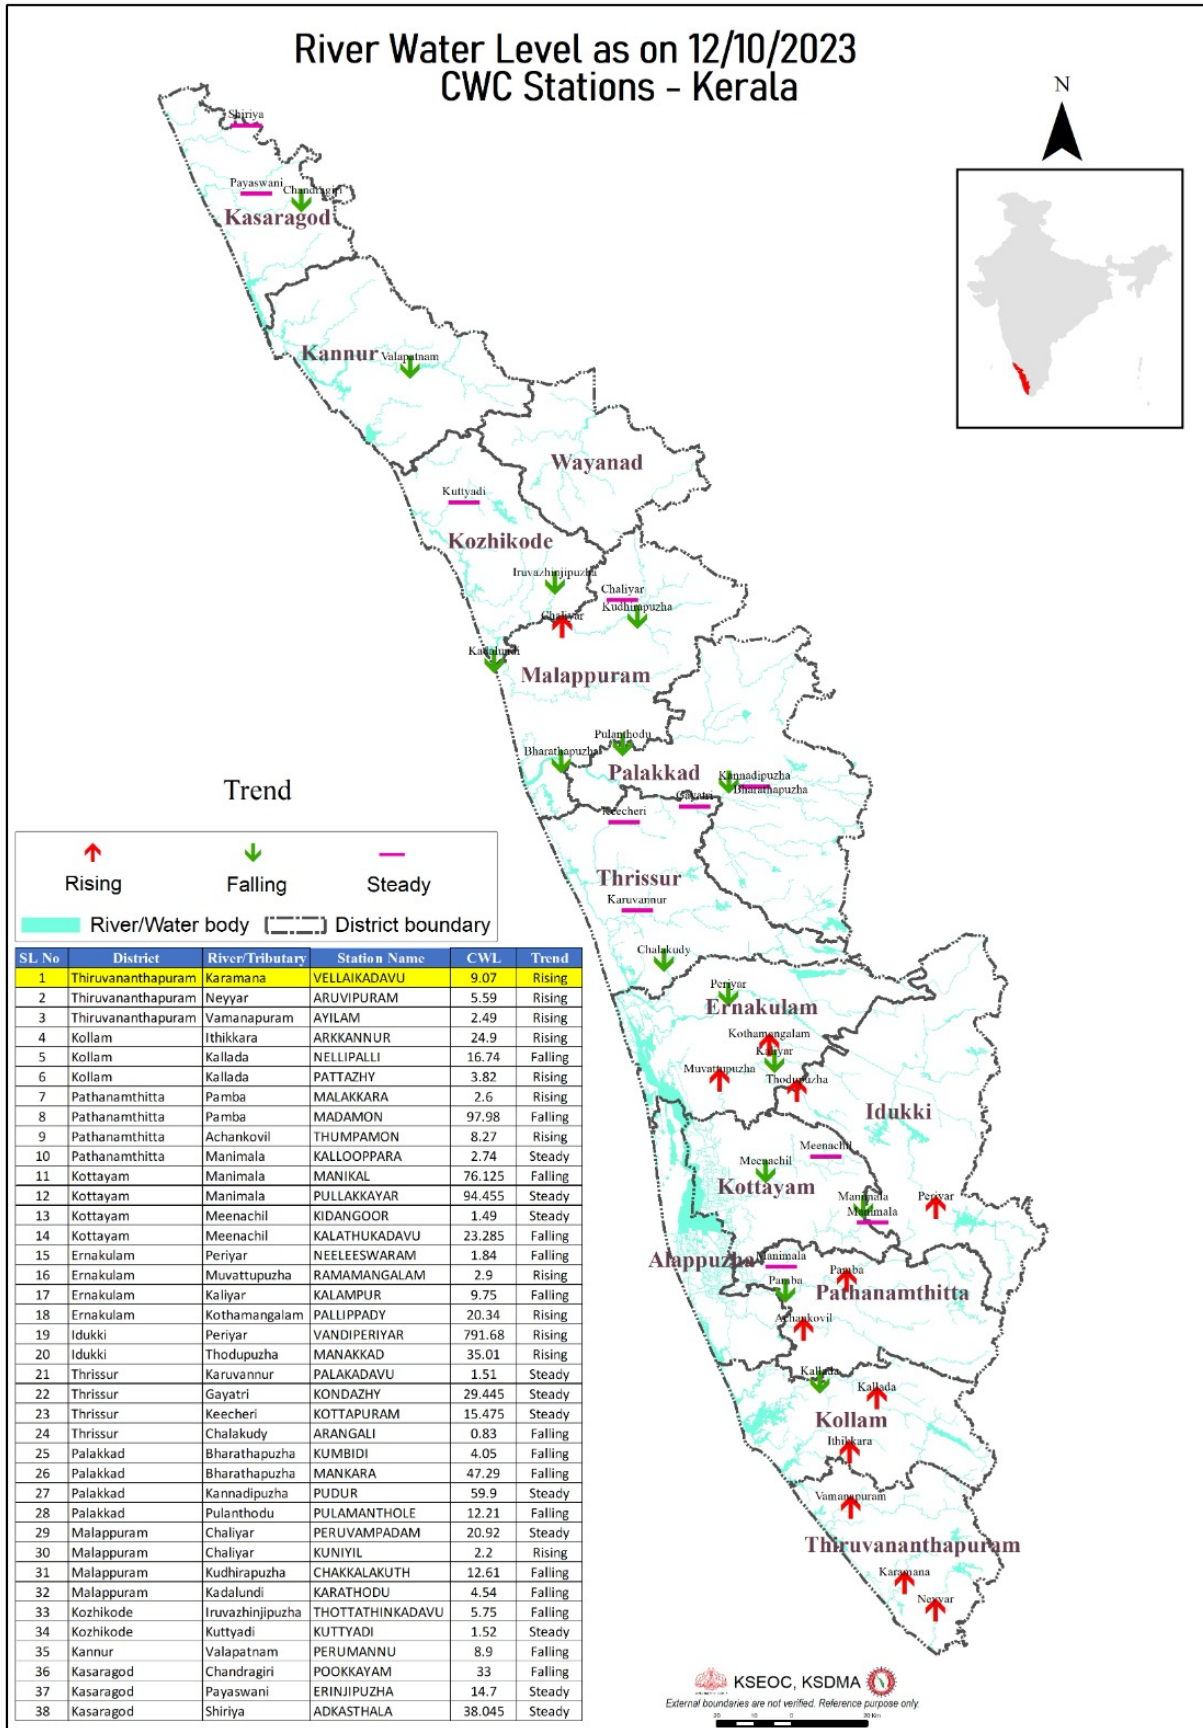 River Water Level as on 12/10/2023
CWC Stations - Kerala
N
Shiriya
Payaswani
Chandragiri
Kasaragod
Kannur
Valapatnam
Wayanad
Kuttyadi
Kozhikode
Iruvazhinjipuzha
Chaliyar
Kudhirapuzha
Chaliyar
Kadalundi
Malappuram
Pulanthodu
Bharathapuzha
Palakkad
Kannadipuzha
Bharathapuzha
Gayatri
Keecheri
Thrissur
Karuvannur
Chalakudy
Periyar
Ernakulam
Kothamangalam
Kaliyar
Muvattupuzha
Thodupuzha
Idukki
Meenachil
Meenachil
Kottayam
Manimala
Manimala
Periyar
Alappuzha
Manimala
Pamba
Pamba
Pathanamthitta
Achankovil
Kallada
Kallada
Kollam
Ithikkara
Vamanapuram
Thiruvananthapuram
Karamana
Neyyar
Trend
Rising Falling Steady
River/Water body District boundary
SL No District River/Tributary Station Name CWL Trend
1 Thiruvananthapuram Karamana VELLAIKADAVU 9.07 Rising
2 Thiruvananthapuram Neyyar ARUVIPURAM 5.59 Rising
3 Thiruvananthapuram Vamanapuram AYILAM 2.49 Rising
4 Kollam Ithikkara ARKKANNUR 24.9 Rising
5 Kollam Kallada NELLIPALLI 16.74 Falling
6 Kollam Kallada PATTAZHY 3.82 Rising
7 Pathanamthitta Pamba MALAKKARA 2.6 Rising
8 Pathanamthitta Pamba MADAMON 97.98 Falling
9 Pathanamthitta Achankovil THUMPAMON 8.27 Rising
10 Pathanamthitta Manimala KALLOOPPARA 2.74 Steady
11 Kottayam Manimala MANIKAL 76.125 Falling
12 Kottayam Manimala PULLAKKAYAR 94.455 Steady
13 Kottayam Meenachil KIDANGOOR 1.49 Steady
14 Kottayam Meenachil KALATHUKADAVU 23.285 Falling
15 Ernakulam Periyar NEELEESWARAM 1.84 Falling
16 Ernakulam Muvattupuzha RAMAMANGALAM 2.9 Rising
17 Ernakulam Kaliyar KALAMPUR 9.75 Falling
18 Ernakulam Kothamangalam PALLIPPADY 20.34 Rising
19 Idukki Periyar VANDIPERIYAR 791.68 Rising
20 Idukki Thodupuzha MANAKKAD 35.01 Rising
21 Thrissur Karuvannur PALAKADAVU 1.51 Steady
22 Thrissur Gayatri KONDAZHY 29.445 Steady
23 Thrissur Keecheri KOTTAPURAM 15.475 Steady
24 Thrissur Chalakudy ARANGALI 0.83 Falling
25 Palakkad Bharathapuzha KUMBIDI 4.05 Falling
26 Palakkad Bharathapuzha MANKARA 47.29 Falling
27 Palakkad Kannadipuzha PUDUR 59.9 Steady
28 Palakkad Pulanthodu PULAMANTHOLE 12.21 Falling
29 Malappuram Chaliyar PERUVAMPADAM 20.92 Steady
30 Malappuram Chaliyar KUNIYIL 2.2 Rising
31 Malappuram Kudhirapuzha CHAKKALAKUTH 12.61 Falling
32 Malappuram Kadalundi KARATHODU 4.54 Falling
33 Kozhikode Iruvazhinjipuzha THOTTATHINKADAVU 5.75 Falling
34 Kozhikode Kuttyadi KUTTYADI 1.52 Steady
35 Kannur Valapatnam PERUMANNU 8.9 Falling
36 Kasaragod Chandragiri POOKKAYAM 33 Falling
37 Kasaragod Payaswani ERINJIPUZHA 14.7 Steady
38 Kasaragod Shiriya ADKASTHALA 38.045 Steady
KSEOC, KSDMA
External boundaries are not verified. Reference purpose only.
20 10 0 20 Km